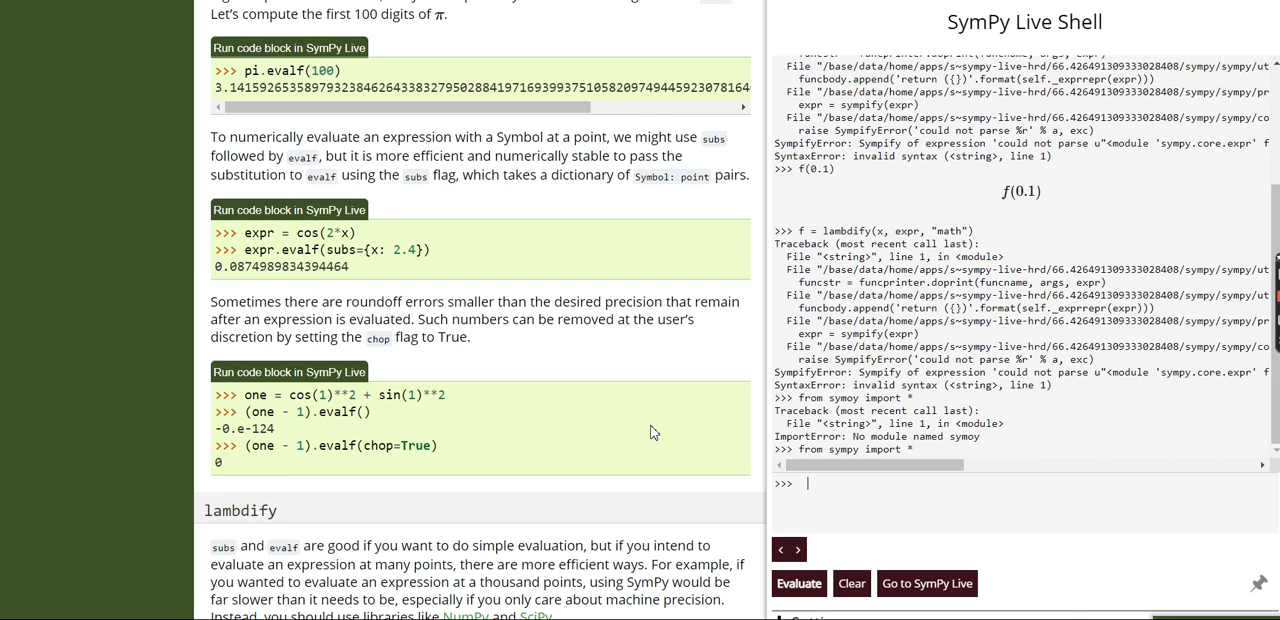 Let's compute the first 100 digits of π.
Run code block in SymPy Live
>>> pi.evalf(100)
To numerically evaluate an expression with a Symbol at a point, we might use subs
followed by evalf, but it is more efficient and numerically stable to pass the
substitution to evalf using the subs flag, which takes a dictionary of Symbol: point pairs.
Run code block in SymPy Live
>>> expr = cos(2*x)
>>> expr.evalf(subs={x: 2.4})
0.0874989834394464
Sometimes there are roundoff errors smaller than the desired precision that remain
after an expression is evaluated. Such numbers can be removed at the user's
discretion by setting the chop flag to True.
Run code block in SymPy Live
>>> one = cos(1)**2 + sin(1)**2
>>> (one - 1).evalf()
-0.e-124
>>> (one - 1).evalf(chop=True)
0
lambdify
subs and evalf are good if you want to do simple evaluation, but if you intend to
evaluate an expression at many points, there are more efficient ways. For example, if
you wanted to evaluate an expression at a thousand points, using SymPy would be
far slower than it needs to be, especially if you only care about machine precision.
Instead, you should use libraries like NumPy and SciPy.
SymPy Live Shell
File "/base/data/home/apps/s~sympy-live-hrd/66.426491309333028408/sympy/sympy/ut
funcbody.append('return ({})'.format(self._exprrepr(expr)))
File "/base/data/home/apps/s~sympy-live-hrd/66.426491309333028408/sympy/sympy/pr
expr = sympify(expr)
File "/base/data/home/apps/s~sympy-live-hrd/66.426491309333028408/sympy/sympy/co
raise SympifyError('could not parse %r' % a, exc)
SympifyError: Sympify of expression 'could not parse u"<module 'sympy.core.expr' f
SyntaxError: invalid syntax (<string>, line 1)
>>> f(0.1)
f(0.1)
>>> f = lambdify(x, expr, "math")
Traceback (most recent call last):
File "<string>", line 1, in <module>
File "/base/data/home/apps/s~sympy-live-hrd/66.426491309333028408/sympy/sympy/ut
funcstr = funcprinter.doprint(funcname, args, expr)
File "/base/data/home/apps/s~sympy-live-hrd/66.426491309333028408/sympy/sympy/ut
funcbody.append('return ({})'.format(self._exprrepr(expr)))
File "/base/data/home/apps/s~sympy-live-hrd/66.426491309333028408/sympy/sympy/pr
expr = sympify(expr)
File "/base/data/home/apps/s~sympy-live-hrd/66.426491309333028408/sympy/sympy/co
raise SympifyError('could not parse %r' % a, exc)
SympifyError: Sympify of expression 'could not parse u"<module 'sympy.core.expr' f
SyntaxError: invalid syntax (<string>, line 1)
>>> from symoy import *
Traceback (most recent call last):
File "<string>", line 1, in <module>
ImportError: No module named symoy
>>> from sympy import *
>>>
< >
Evaluate
Clear
Go to SymPy Live